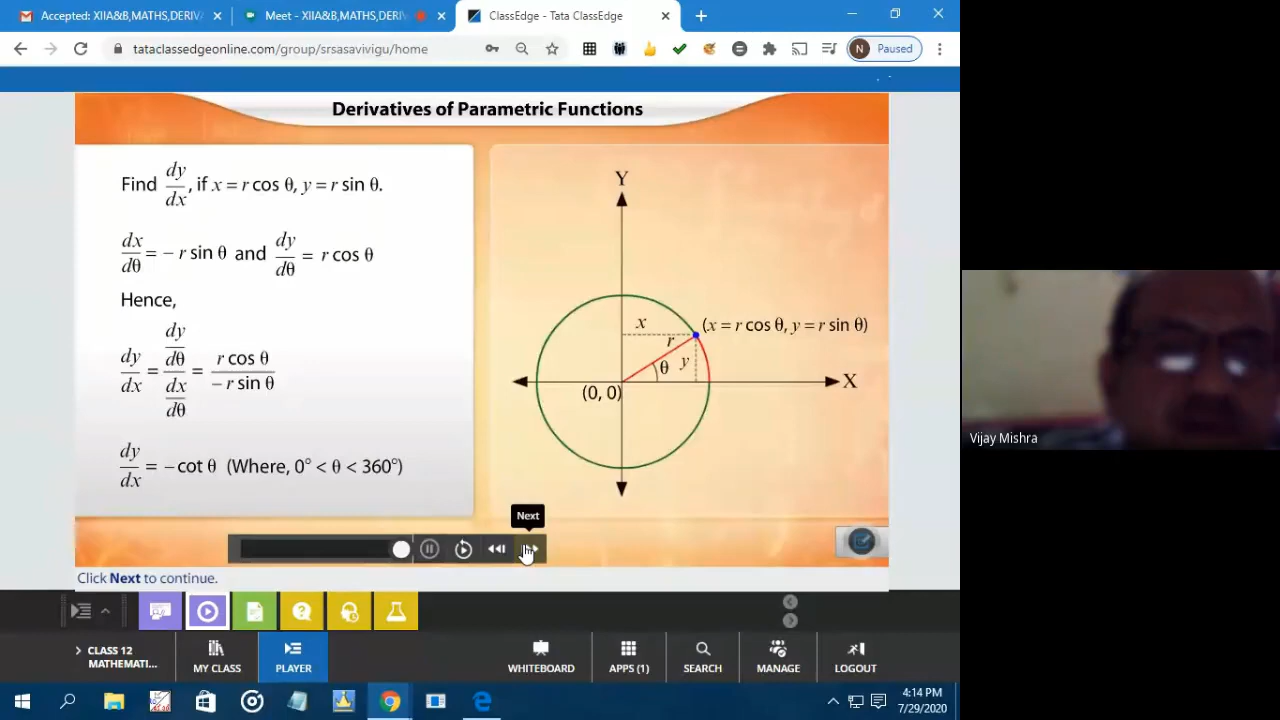 Accepted: XIIA&B,MATHS,DERIV
Meet - XIIA&B,MATHS,DERIV
ClassEdge - Tata ClassEdge
tataclassedgeonline.com/group/srsasavivigu/home
N Paused
Derivatives of Parametric Functions
Find dy/dx, if x = r cos θ, y = r sin θ.
dx/dθ = – r sin θ and dy/dθ = r cos θ
Hence,
dy/dx = dy/dθ / dx/dθ = r cos θ / – r sin θ
dy/dx = – cot θ (Where, 0° < θ < 360°)
Y
x
(x = r cos θ, y = r sin θ)
r
θ y
X
(0, 0)
Next
Click Next to continue.
CLASS 12
MATHEMATI...
MY CLASS
PLAYER
WHITEBOARD
APPS (1)
SEARCH
MANAGE
LOGOUT
4:14 PM
7/29/2020
Vijay Mishra